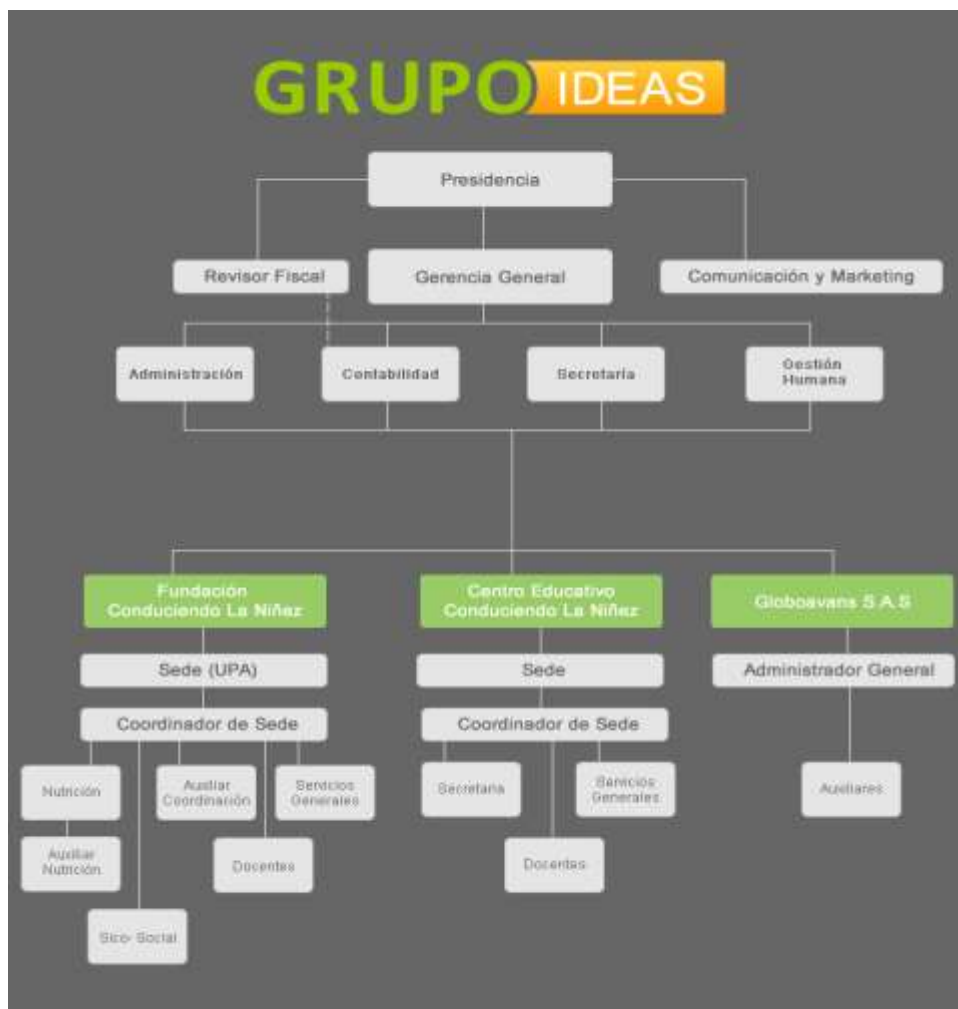 GRUPO IDEAS
Presidencia
Revisor Fiscal
Gerencia General
Comunicación y Marketing
Administración
Contabilidad
Secretaría
Gestión
Humana
Fundación
Conduciendo La Niñez
Centro Educativo
Conduciendo La Niñez
Globoavans S.A.S
Sede (UPA)
Sede
Administrador General
Coordinador de Sede
Coordinador de Sede
Nutrición
Auxiliar
Coordinación
Servicios
Generales
Secretaria
Servicios
Generales
Auxiliares
Auxiliar
Nutrición
Docentes
Docentes
Sico- Social